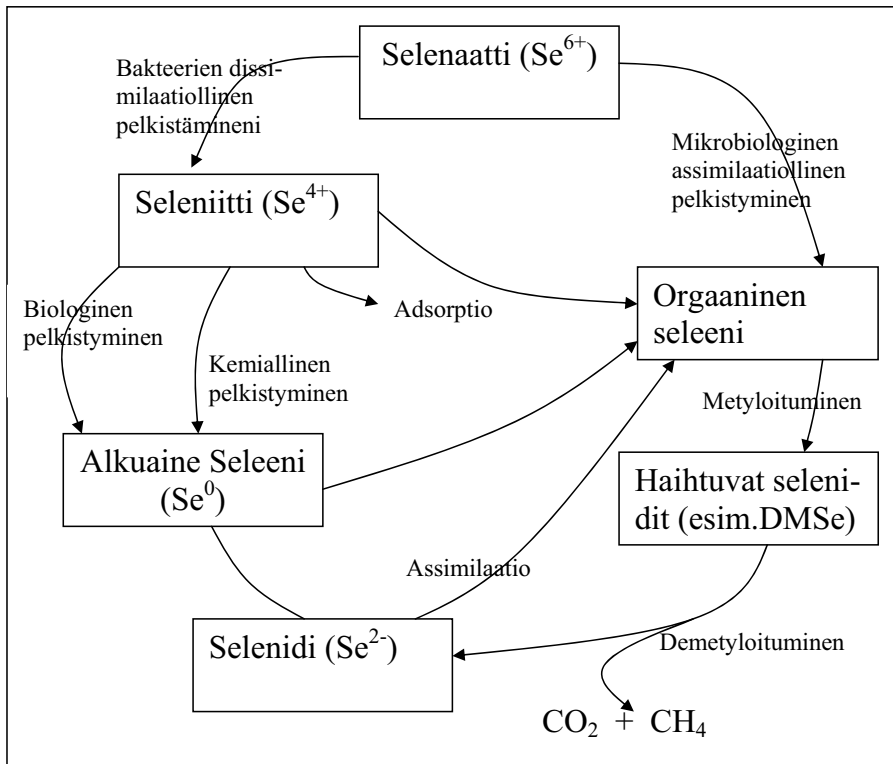 Selenaatti (Se⁶⁺)
Bakteerien dissi-
milaatiollinen
pelkistämineni
Mikrobiologinen
assimilaatiollinen
pelkistyminen
Seleniitti (Se⁴⁺)
Orgaaninen
seleeni
Biologinen
pelkistyminen
Adsorptio
Kemiallinen
pelkistyminen
Metyloituminen
Alkuaine Seleeni
(Se⁰)
Haihtuvat seleni-
dit (esim.DMSe)
Assimilaatio
Selenidi (Se²⁻)
Demetyloituminen
CO₂ + CH₄